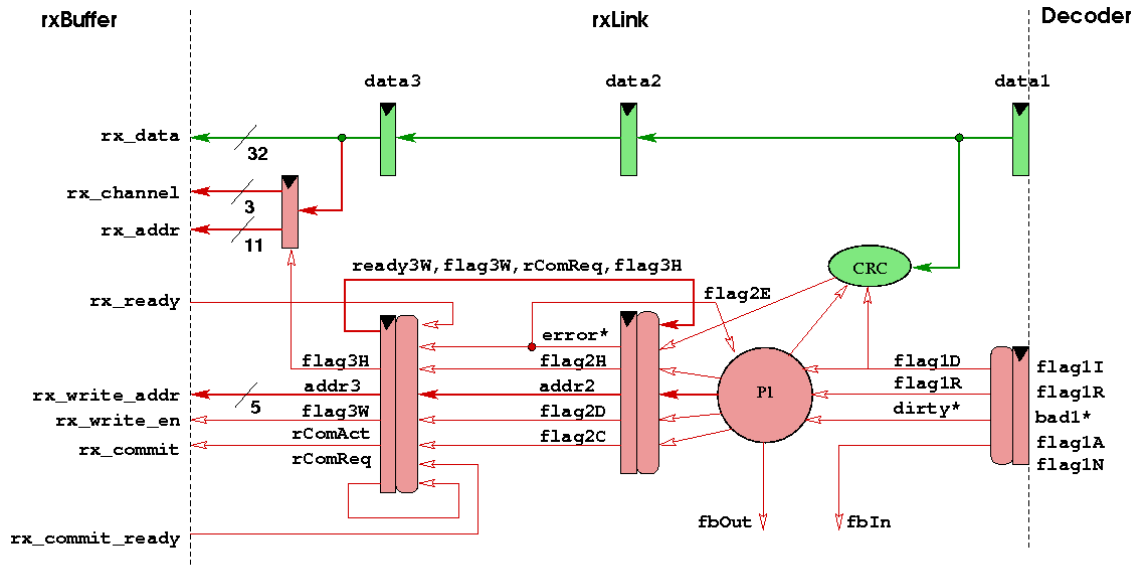 rxBuffer rxLink Decoder
data3 data2 data1
rx_data
32
rx_channel
3
rx_addr
11
ready3W,flag3W,rComReq,flag3H
CRC
rx_ready
flag2E
error*
flag3H flag2H flag1D flag1I
rx_write_addr 5 addr3 addr2 P1 flag1R flag1R
rx_write_en flag3W flag2D dirty* bad1*
rx_commit rComAct flag2C flag1A
rComReq flag1N
fbOut fbIn
rx_commit_ready